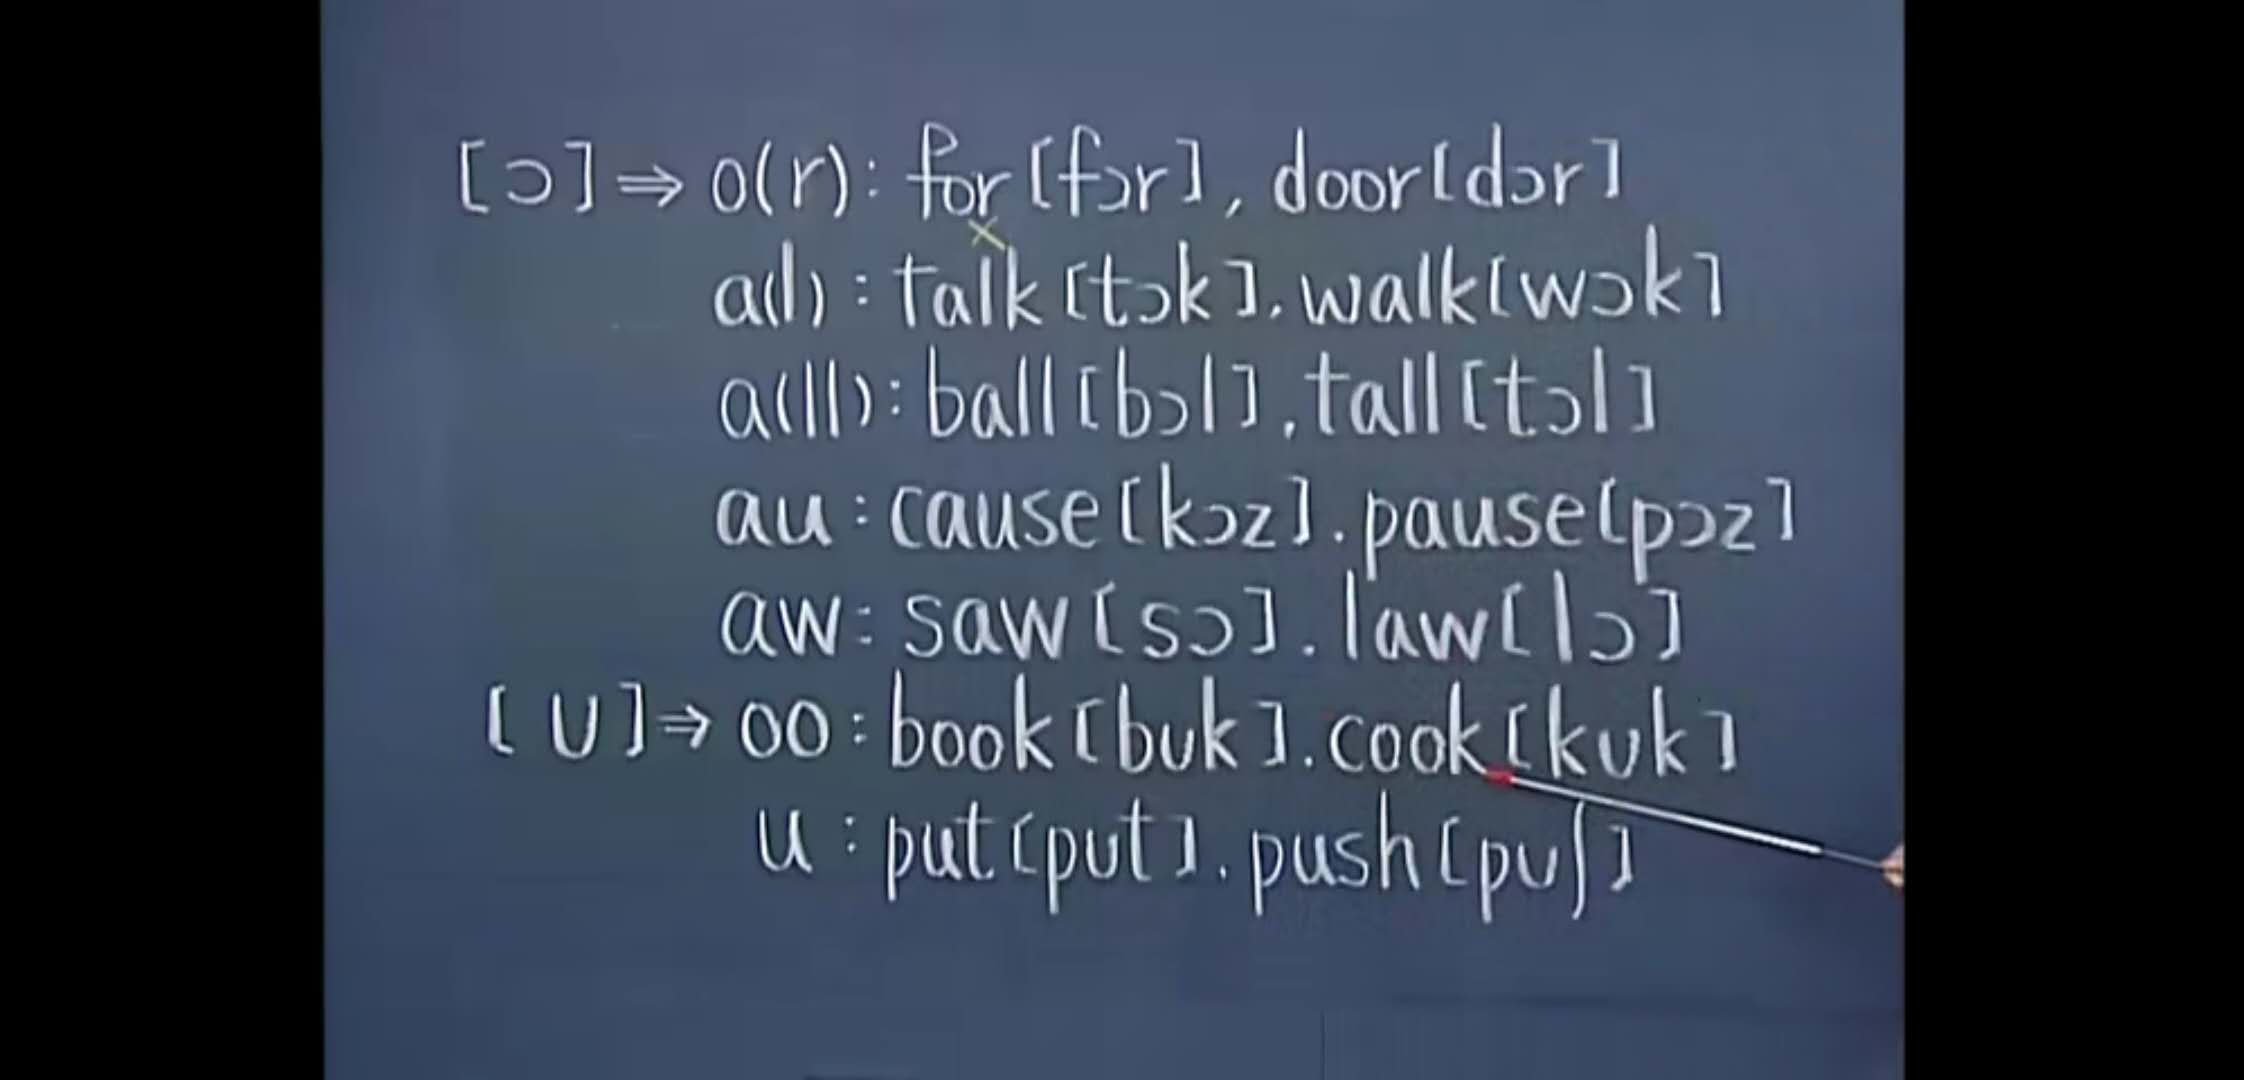 [ɔ] ⇒ o(r) : for [fɔr] , door [dɔr]
×
a(l) : talk [tɔk] . walk [wɔk]
a(ll) : ball [bɔl] , tall [tɔl]
au : cause [kɔz] . pause [pɔz]
aw : saw [sɔ] . law [lɔ]
[ʊ] ⇒ oo : book [bʊk] . cook [kʊk]
u : put [pʊt] . push [pʊʃ]